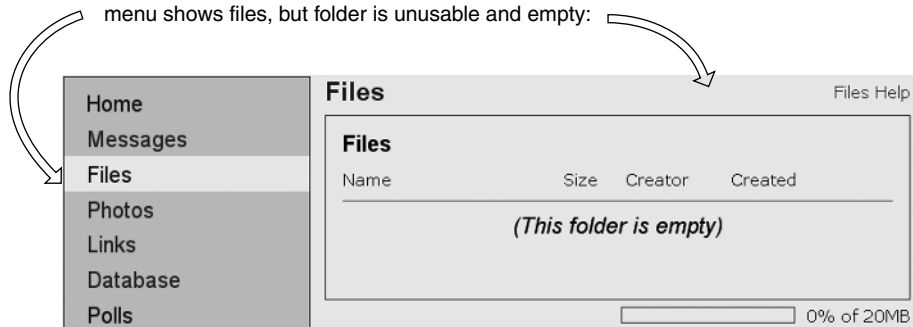 menu shows files, but folder is unusable and empty:
Home
Messages
Files
Photos
Links
Database
Polls
Files
Files Help
Files
Name Size Creator Created
(This folder is empty)
0% of 20MB